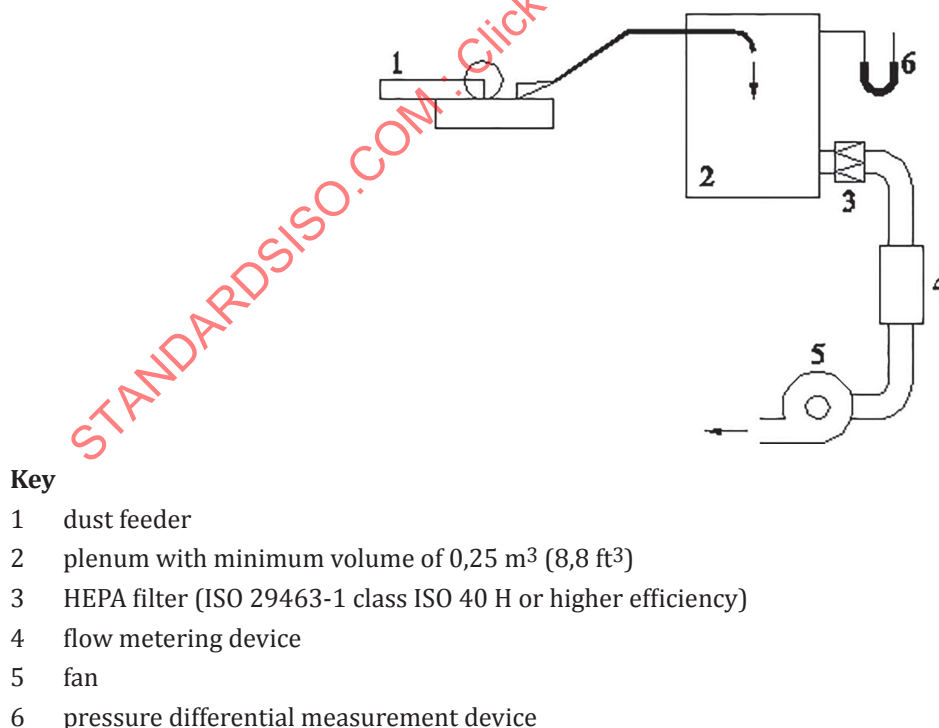 STANDARDSISO.COM : Click
1
6
2
3
4
5
Key
1 dust feeder
2 plenum with minimum volume of 0,25 m³ (8,8 ft³)
3 HEPA filter (ISO 29463-1 class ISO 40 H or higher efficiency)
4 flow metering device
5 fan
6 pressure differential measurement device